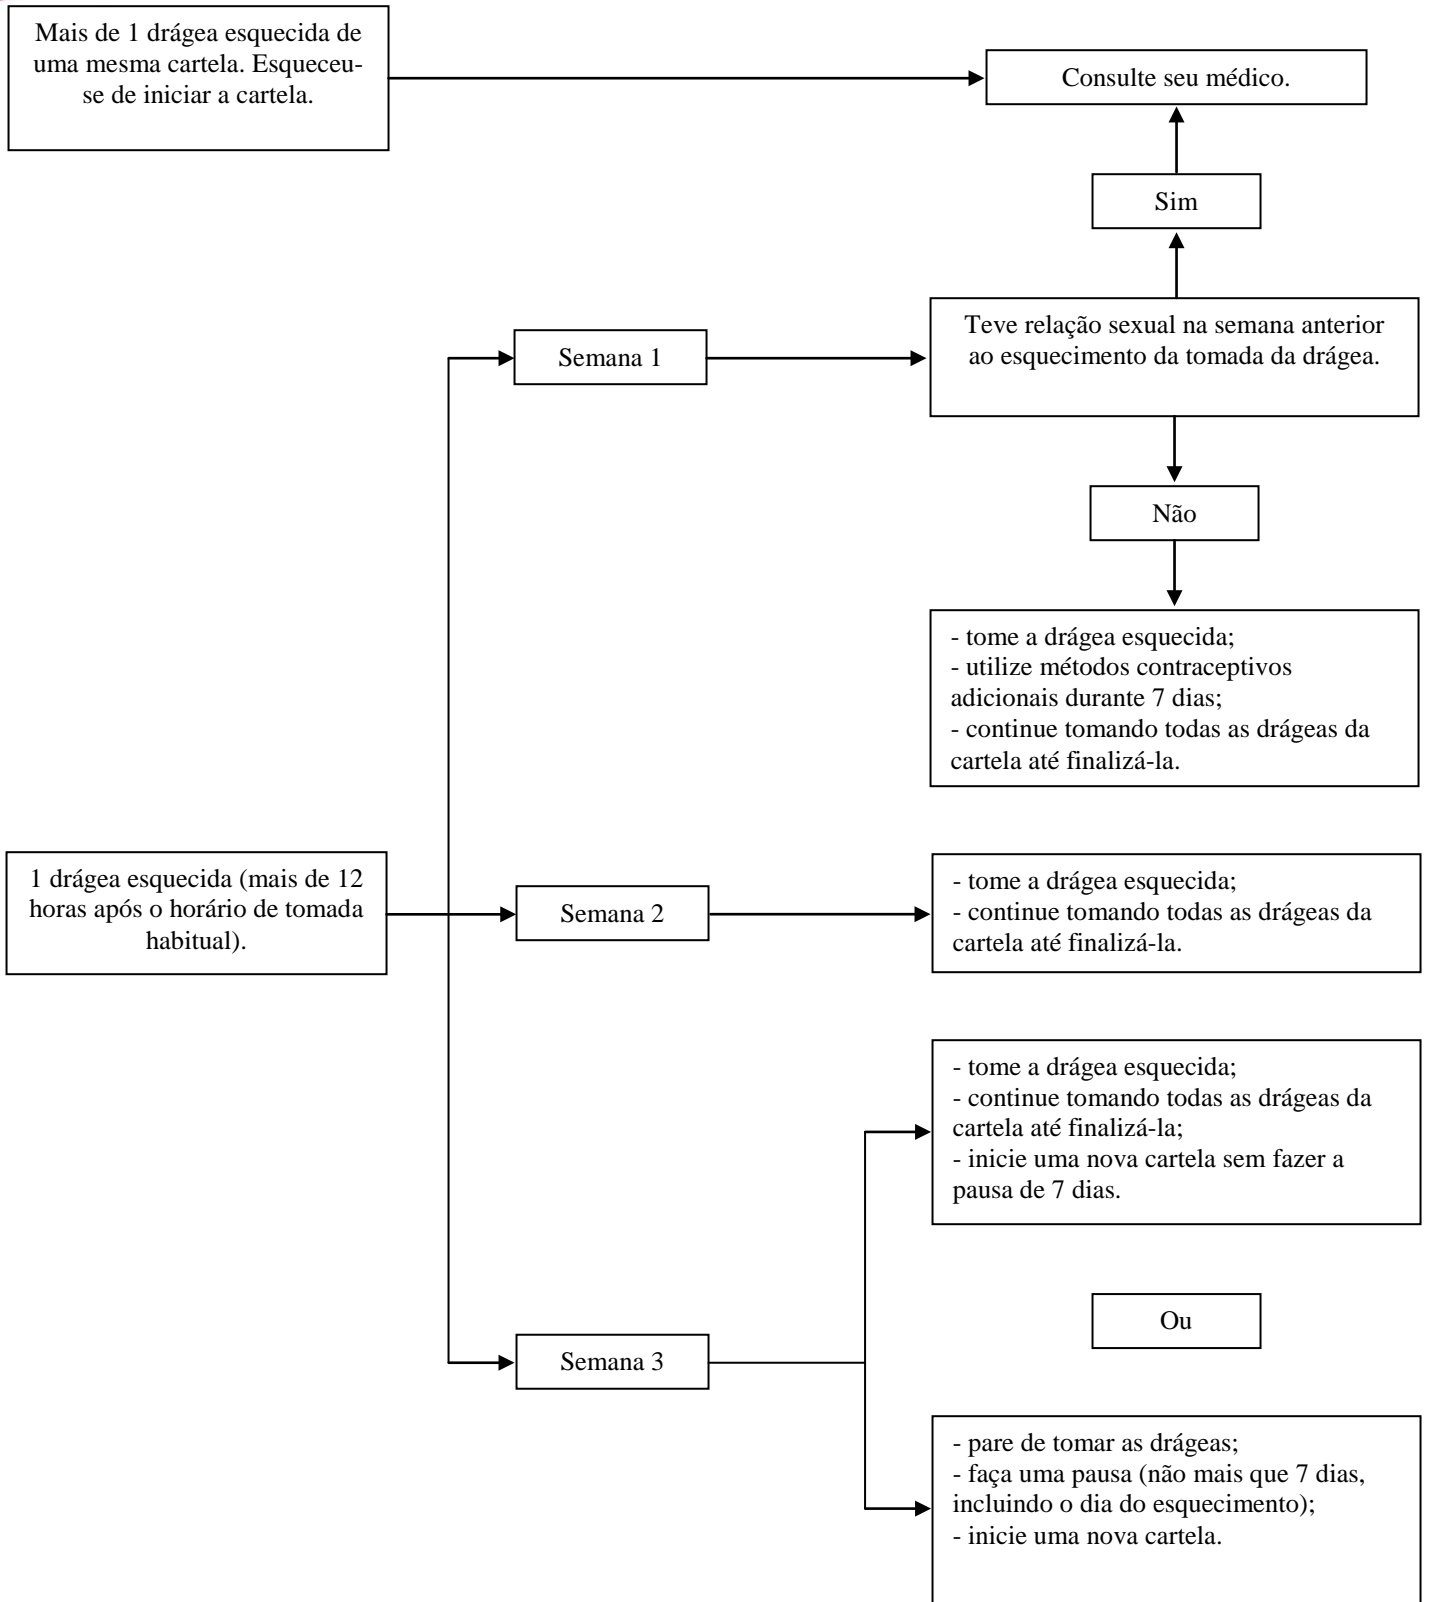 Mais de 1 drágea esquecida de
uma mesma cartela. Esqueceu-
se de iniciar a cartela.
Consulte seu médico.
Sim
Teve relação sexual na semana anterior
ao esquecimento da tomada da drágea.
Semana 1
Não
- tome a drágea esquecida;
- utilize métodos contraceptivos
adicionais durante 7 dias;
- continue tomando todas as drágeas da
cartela até finalizá-la.
1 drágea esquecida (mais de 12
horas após o horário de tomada
habitual).
Semana 2
- tome a drágea esquecida;
- continue tomando todas as drágeas da
cartela até finalizá-la.
- tome a drágea esquecida;
- continue tomando todas as drágeas da
cartela até finalizá-la;
- inicie uma nova cartela sem fazer a
pausa de 7 dias.
Ou
Semana 3
- pare de tomar as drágeas;
- faça uma pausa (não mais que 7 dias,
incluindo o dia do esquecimento);
- inicie uma nova cartela.